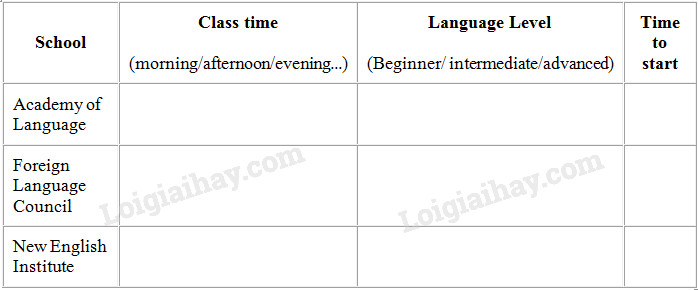 School
Class time
(morning/afternoon/evening...)
Language Level
(Beginner/ intermediate/advanced)
Time
to
start
Academy of
Language
Foreign
Language
Council
New English
Institute
Loigiaihay.com
Loigiaihay.com